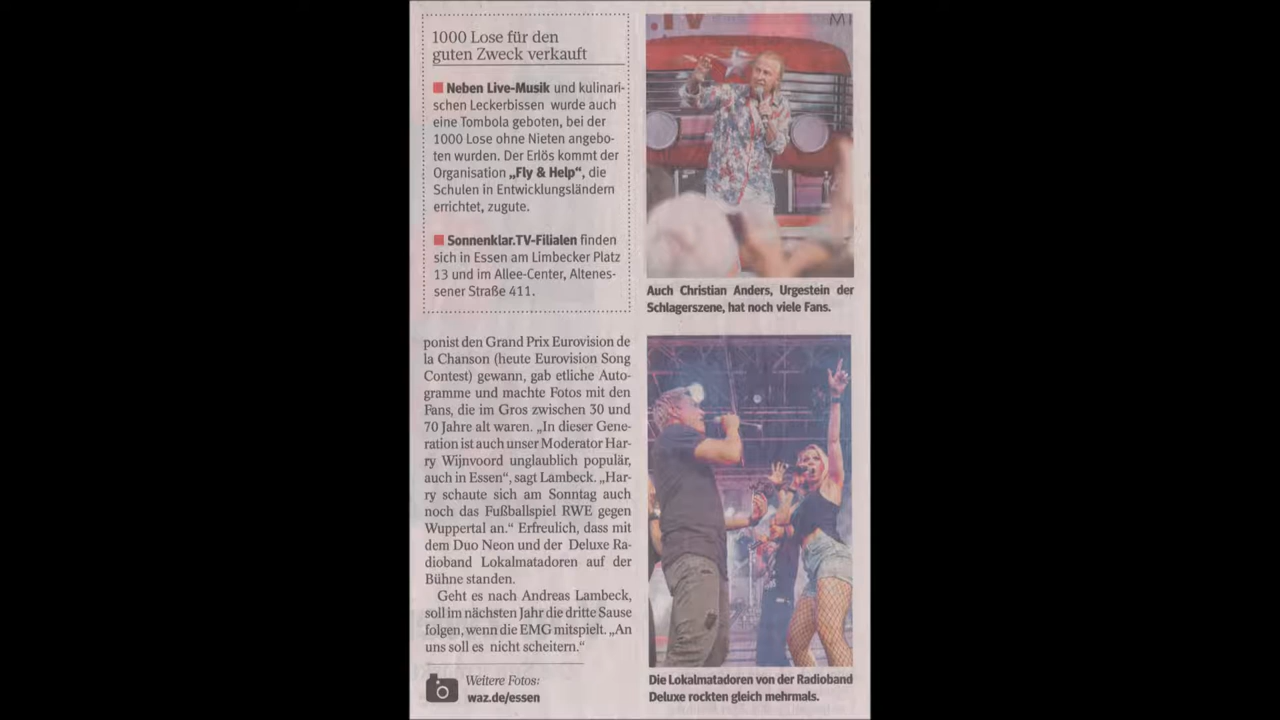 1000 Lose für den
guten Zweck verkauft
Neben Live-Musik und kulinari-
schen Leckerbissen wurde auch
eine Tombola geboten, bei der
1000 Lose ohne Nieten angebo-
ten wurden. Der Erlös kommt der
Organisation „Fly & Help“, die
Schulen in Entwicklungsländern
errichtet, zugute.
Sonnenklar.TV-Filialen finden
sich in Essen am Limbecker Platz
13 und im Allee-Center, Altenes-
sener Straße 411.
ponist den Grand Prix Eurovision de
la Chanson (heute Eurovision Song
Contest) gewann, gab etliche Auto-
gramme und machte Fotos mit den
Fans, die im Gros zwischen 30 und
70 Jahre alt waren. „In dieser Gene-
ration ist auch unser Moderator Har-
ry Wijnvoord unglaublich populär,
auch in Essen“, sagt Lambeck. „Har-
ry schaute sich am Sonntag auch
noch das Fußballspiel RWE gegen
Wuppertal an.“ Erfreulich, dass mit
dem Duo Neon und der Deluxe Ra-
dioband Lokalmatadoren auf der
Bühne standen.
Geht es nach Andreas Lambeck,
soll im nächsten Jahr die dritte Sause
folgen, wenn die EMG mitspielt. „An
uns soll es nicht scheitern.“
Weitere Fotos:
waz.de/essen
.TV
MI
Auch Christian Anders, Urgestein der
Schlagerszene, hat noch viele Fans.
Die Lokalmatadoren von der Radioband
Deluxe rockten gleich mehrmals.